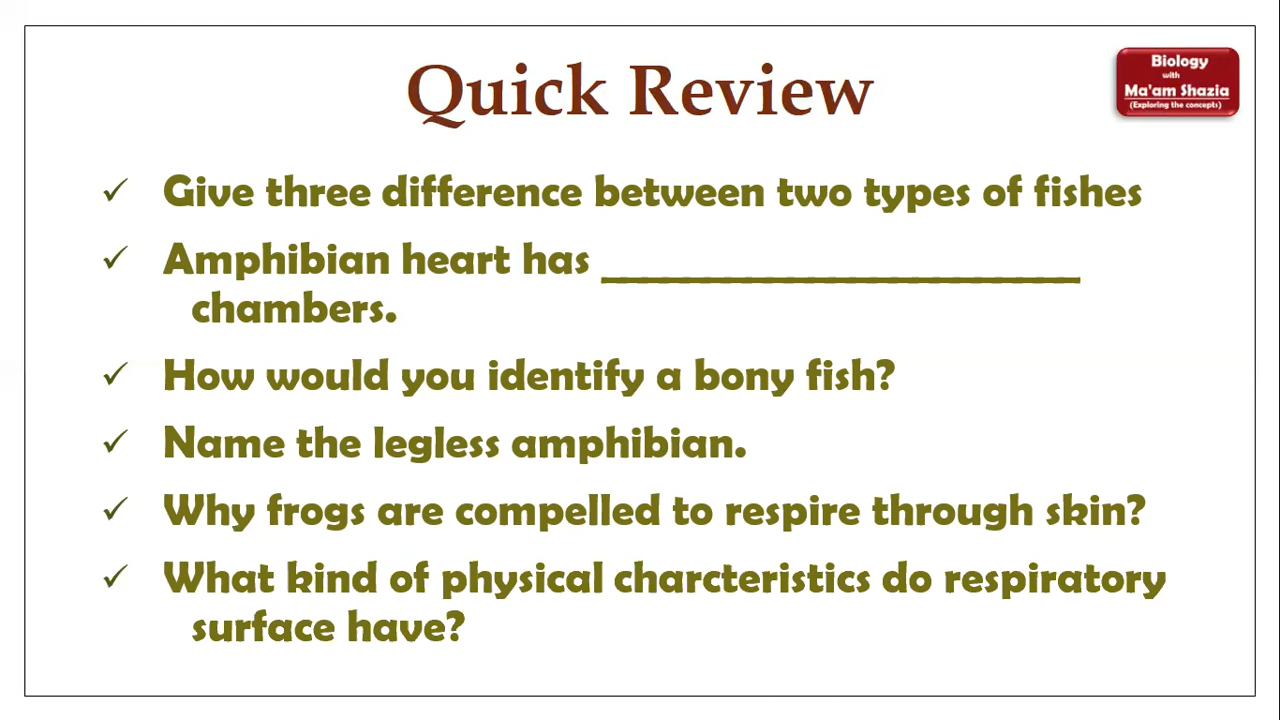 Quick Review
Biology
with
Ma'am Shazia
(Exploring the concepts)
✓ Give three difference between two types of fishes
✓ Amphibian heart has ______________________
chambers.
✓ How would you identify a bony fish?
✓ Name the legless amphibian.
✓ Why frogs are compelled to respire through skin?
✓ What kind of physical charcteristics do respiratory
surface have?